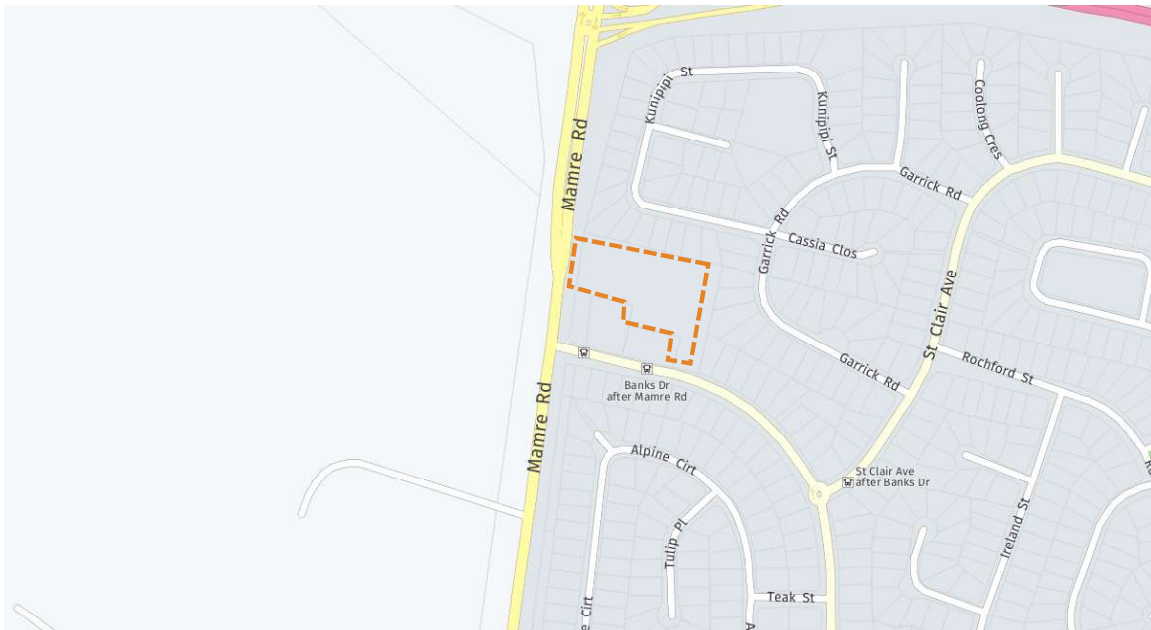 Kunipipi St
Mamre Rd
Kunipipi St
Coolong Cres
Garrick Rd
Garrick Rd
Cassia Clos
St Clair Ave
Rochford St
Garrick Rd
Banks Dr
after Mamre Rd
Mamre Rd
Alpine Cirt
St Clair Ave
after Banks Dr
Tulip Pl
Ireland St
Teak St
e Cirt
A